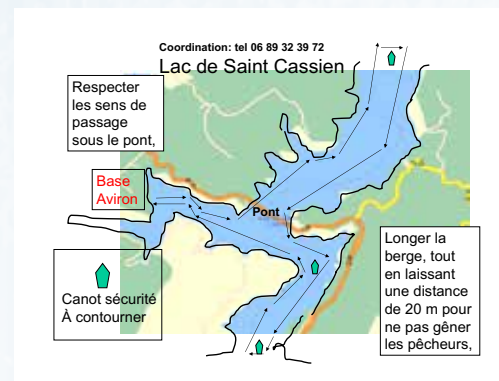 Coordination: tel 06 89 32 39 72
Lac de Saint Cassien
Respecter
les sens de
passage
sous le pont,
Base
Aviron
Pont
Canot sécurité
À contourner
Longer la
berge, tout
en laissant
une distance
de 20 m pour
ne pas gêner
les pêcheurs,